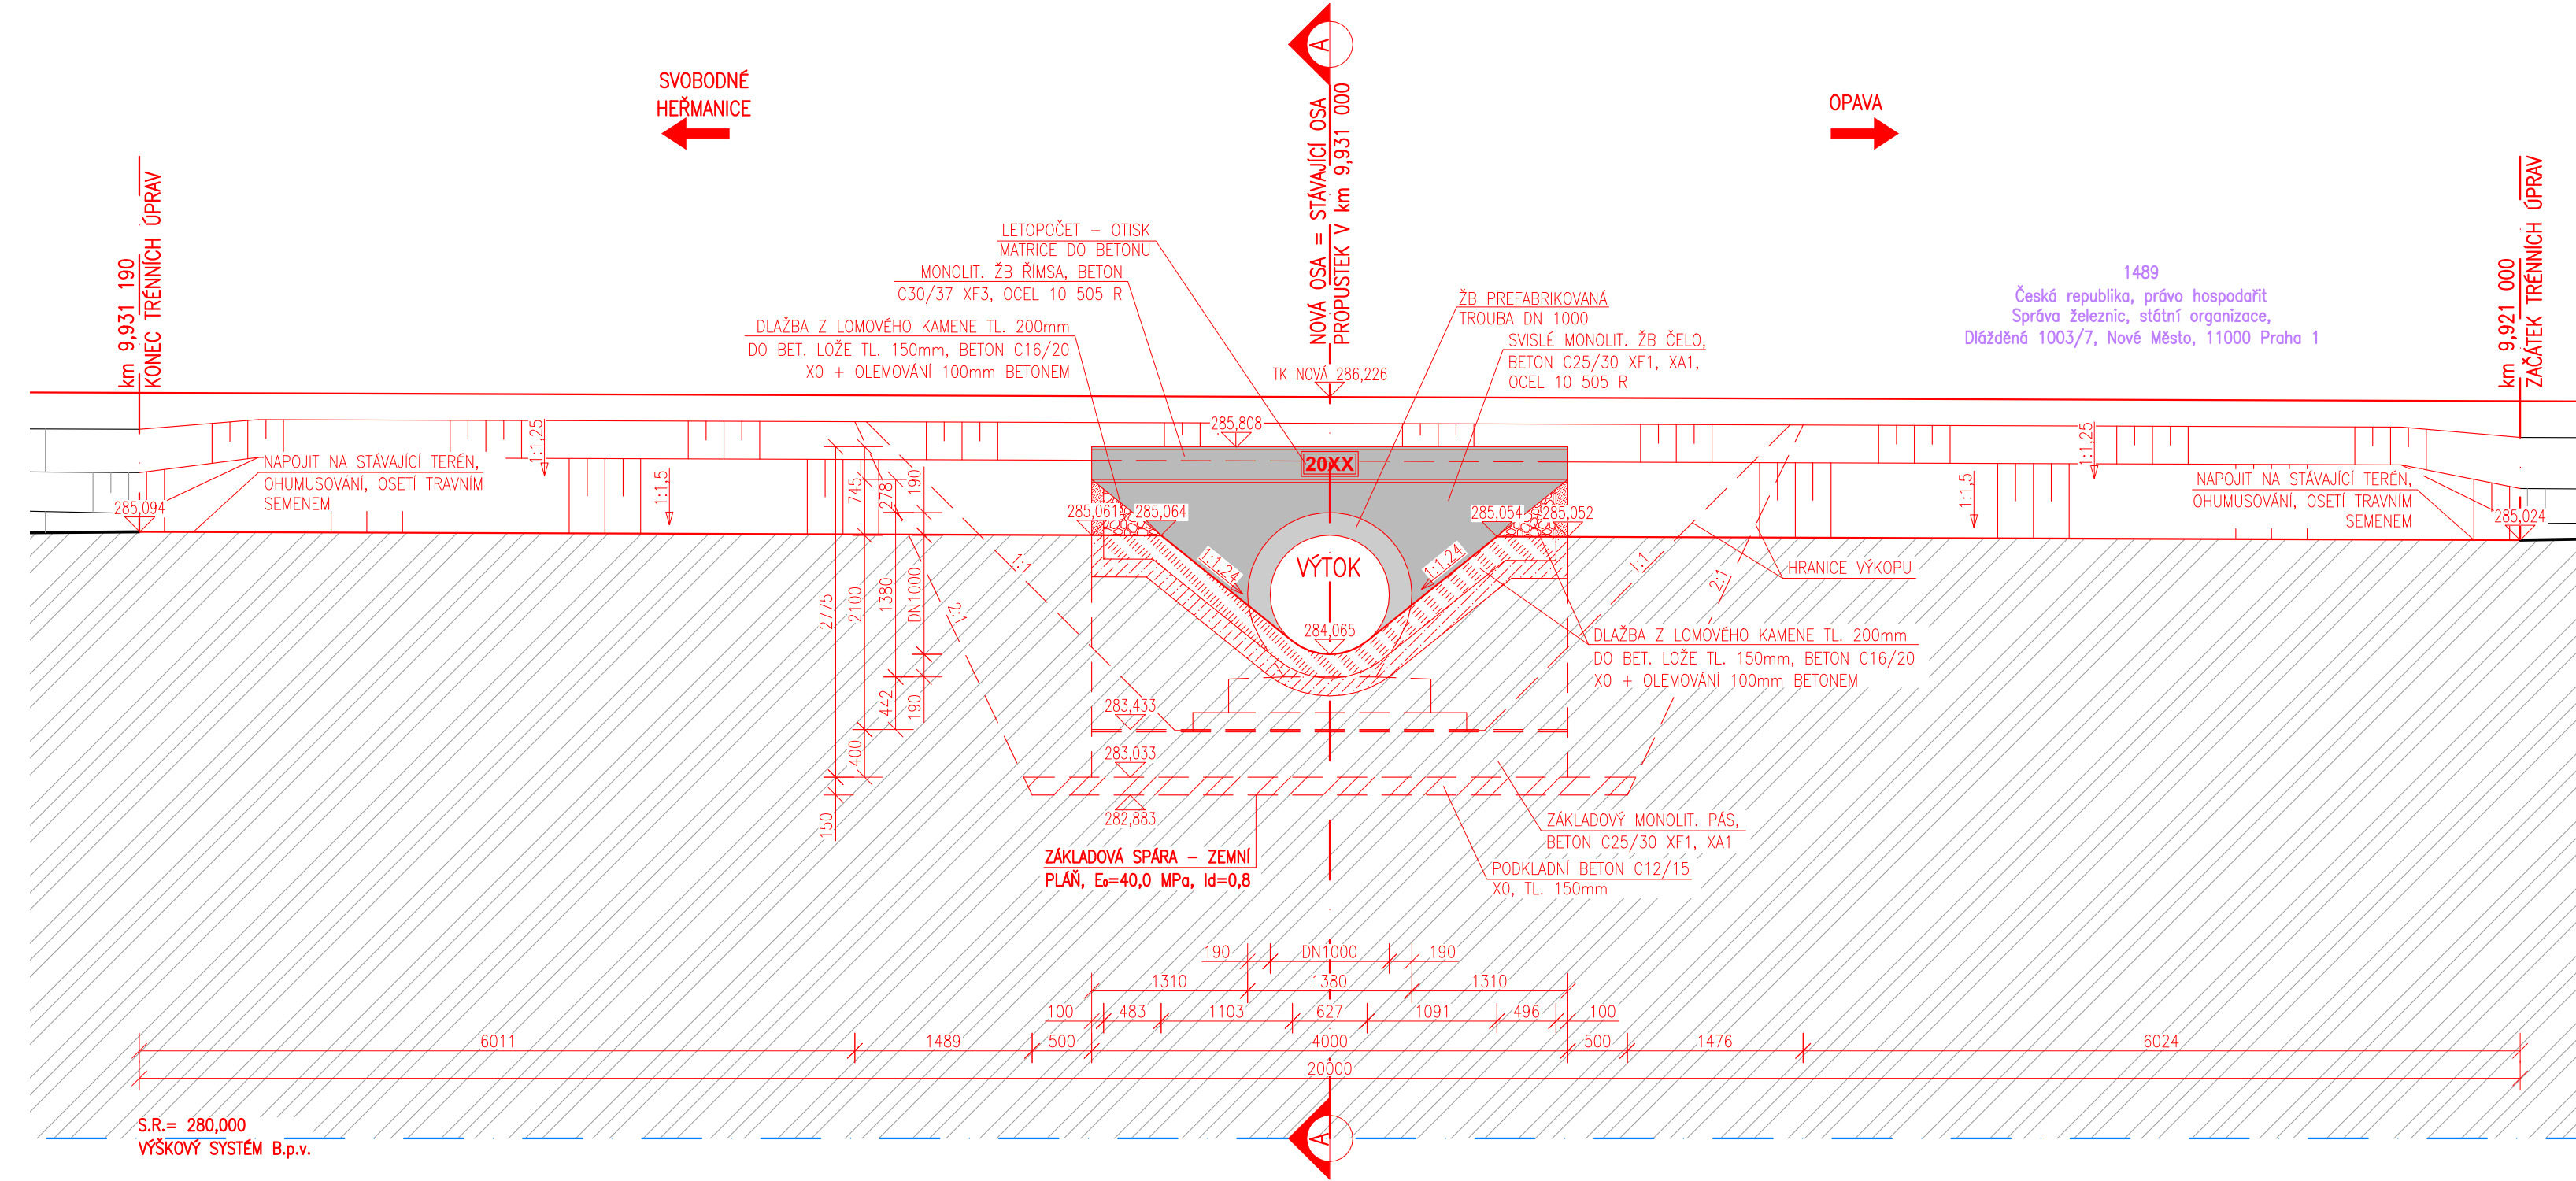 A
SVOBODNÉ
HEŘMANICE
OPAVA
NOVÁ OSA = STÁVAJÍCÍ OSA
PROPUSTEK V km 9,931 000
km 9,931 190
KONEC TRÉNNÍCH ÚPRAV
km 9,921 000
ZAČÁTEK TRÉNNÍCH ÚPRAV
LETOPOČET – OTISK
MATRICE DO BETONU
MONOLIT. ŽB ŘÍMSA, BETON
C30/37 XF3, OCEL 10 505 R
DLAŽBA Z LOMOVÉHO KAMENE TL. 200mm
DO BET. LOŽE TL. 150mm, BETON C16/20
X0 + OLEMOVÁNÍ 100mm BETONEM
ŽB PREFABRIKOVANÁ
TROUBA DN 1000
SVISLÉ MONOLIT. ŽB ČELO,
BETON C25/30 XF1, XA1,
OCEL 10 505 R
1489
Česká republika, právo hospodařit
Správa železnic, státní organizace,
Dlážděná 1003/7, Nové Město, 11000 Praha 1
TK NOVÁ 286,226
285,808
1:1,25
1:1,25
20XX
NAPOJIT NA STÁVAJÍCÍ TERÉN,
OHUMUSOVÁNÍ, OSETÍ TRAVNÍM
SEMENEM
285,094
1:1,5
745
278
190
285,061
285,064
285,054
285,052
1:1,5
NAPOJIT NA STÁVAJÍCÍ TERÉN,
OHUMUSOVÁNÍ, OSETÍ TRAVNÍM
SEMENEM
285,024
1:1
1:1,24
VÝTOK
1:1,24
1:1
2:1
2:1
HRANICE VÝKOPU
2775
2100
1380
DN1000
284,065
DLAŽBA Z LOMOVÉHO KAMENE TL. 200mm
DO BET. LOŽE TL. 150mm, BETON C16/20
X0 + OLEMOVÁNÍ 100mm BETONEM
442
190
283,433
400
283,033
150
282,883
ZÁKLADOVÝ MONOLIT. PÁS,
BETON C25/30 XF1, XA1
ZÁKLADOVÁ SPÁRA – ZEMNÍ
PLÁŇ, E₀=40,0 MPa, Id=0,8
PODKLADNÍ BETON C12/15
X0, TL. 150mm
190 DN1000 190
1310 1380 1310
100 483 1103 627 1091 496 100
6011 1489 500 4000 500 1476 6024
20000
S.R.= 280,000
VÝŠKOVÝ SYSTÉM B.p.v.
A